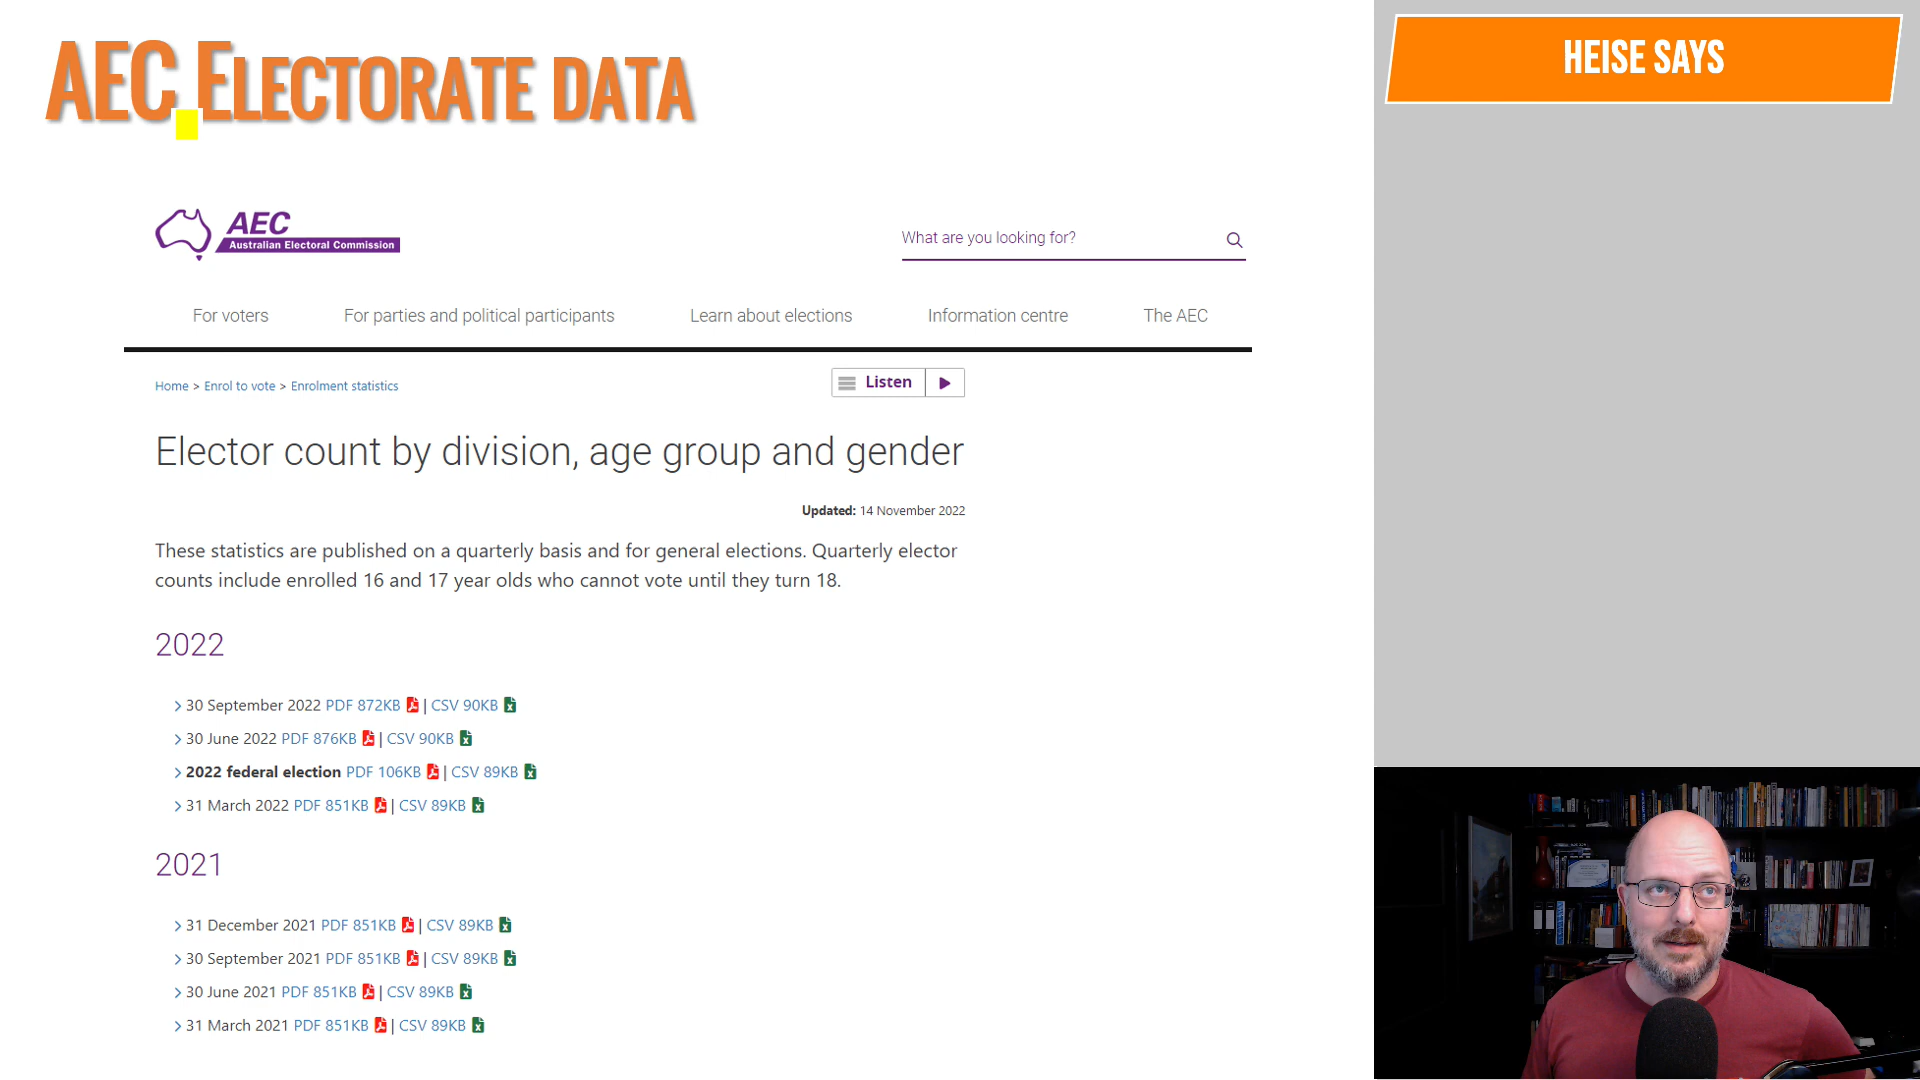 AEC ELECTORATE DATA
HEISE SAYS
AEC
Australian Electoral Commission
What are you looking for?
For voters
For parties and political participants
Learn about elections
Information centre
The AEC
Home > Enrol to vote > Enrolment statistics
Listen
Elector count by division, age group and gender
Updated: 14 November 2022
These statistics are published on a quarterly basis and for general elections. Quarterly elector
counts include enrolled 16 and 17 year olds who cannot vote until they turn 18.
2022
30 September 2022 PDF 872KB | CSV 90KB
30 June 2022 PDF 876KB | CSV 90KB
2022 federal election PDF 106KB | CSV 89KB
31 March 2022 PDF 851KB | CSV 89KB
2021
31 December 2021 PDF 851KB | CSV 89KB
30 September 2021 PDF 851KB | CSV 89KB
30 June 2021 PDF 851KB | CSV 89KB
31 March 2021 PDF 851KB | CSV 89KB